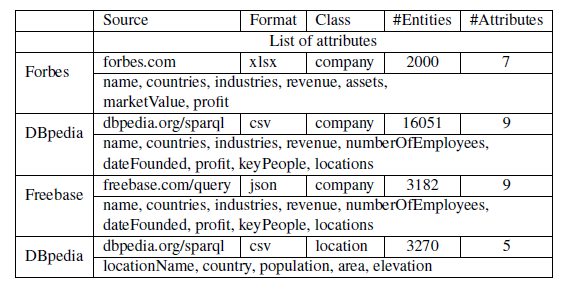 Source Format Class #Entities #Attributes
List of attributes
Forbes forbes.com xlsx company 2000 7
name, countries, industries, revenue, assets,
marketValue, profit
DBpedia dbpedia.org/sparql csv company 16051 9
name, countries, industries, revenue, numberOfEmployees,
dateFounded, profit, keyPeople, locations
Freebase freebase.com/query json company 3182 9
name, countries, industries, revenue, numberOfEmployees,
dateFounded, profit, keyPeople, locations
DBpedia dbpedia.org/sparql csv location 3270 5
locationName, country, population, area, elevation